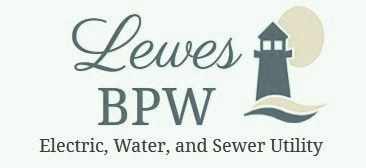 Lewes
BPW
Electric, Water, and Sewer Utility